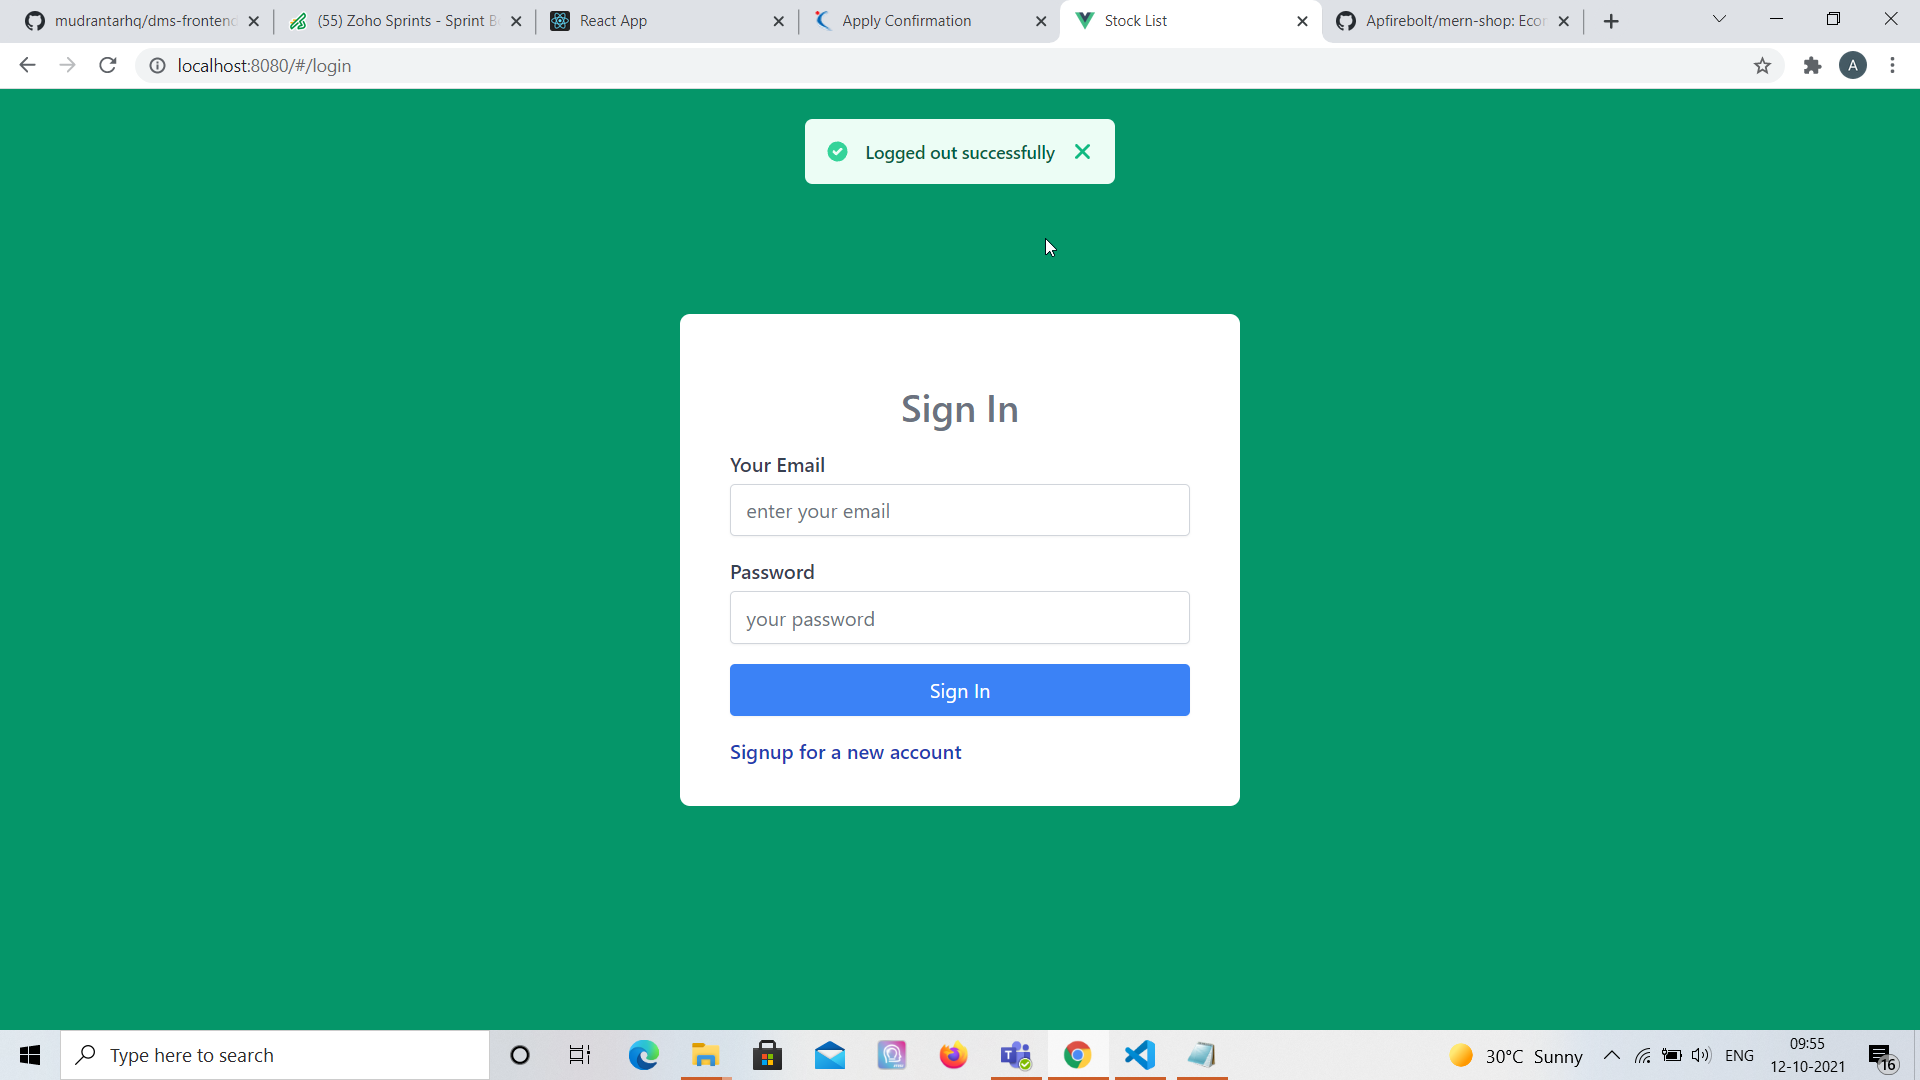 mudrantarhq/dms-frontend
(55) Zoho Sprints - Sprint B
React App
Apply Confirmation
Stock List
Apfirebolt/mern-shop: Ecor
localhost:8080/#/login
A
Logged out successfully
Sign In
Your Email
enter your email
Password
your password
Sign In
Signup for a new account
Type here to search
30°C Sunny
ENG
09:55
12-10-2021
16